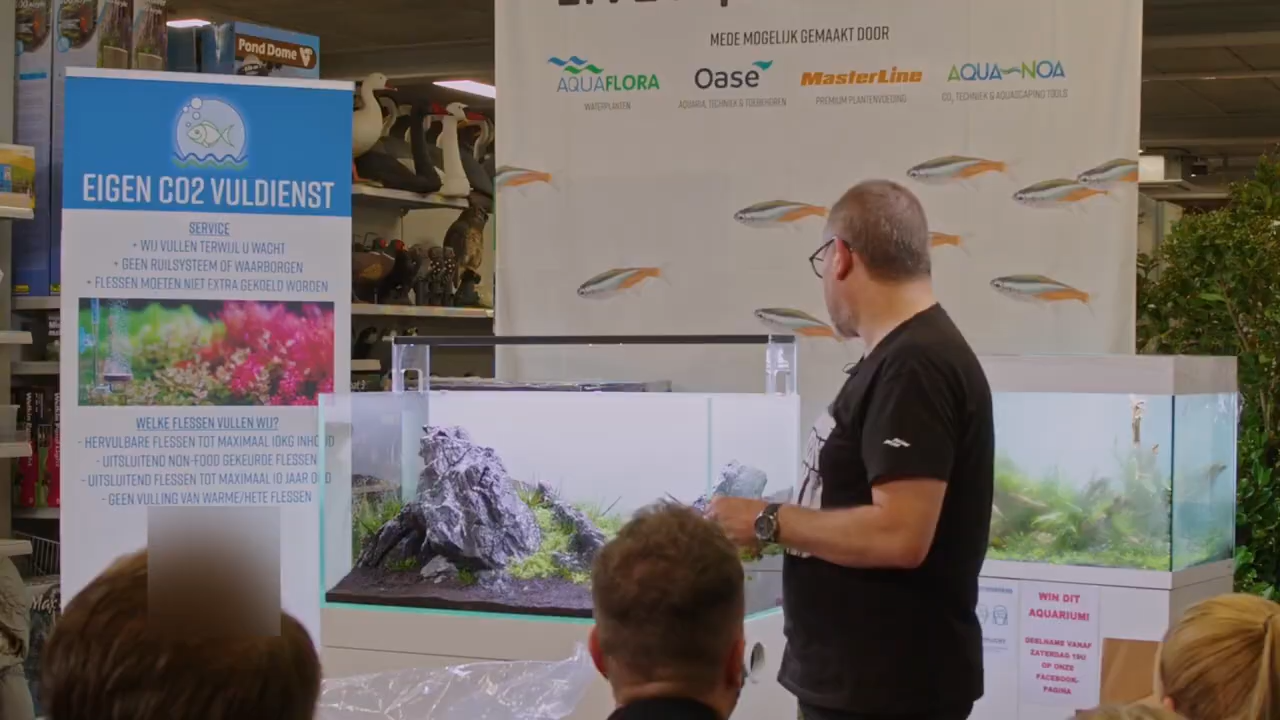 Pond Dome
MEDE MOGELIJK GEMAAKT DOOR
AQUAFLORA
WATERPLANTEN
Oase
AQUARIA, TECHNIEK & TOEBEHOREN
MasterLine
PREMIUM PLANTENVOEDING
AQUA-NOA
CO2 TECHNIEK & AQUASCAPING TOOLS
EIGEN CO2 VULDIENST
SERVICE
+ WIJ VULLEN TERWIJL U WACHT
+ GEEN RUILSYSTEEM OF WAARBORGEN
+ FLESSEN MOETEN NIET EXTRA GEKOELD WORDEN
WELKE FLESSEN VULLEN WIJ?
- HERVULBARE FLESSEN TOT MAXIMAAL 10KG INHOUD
- UITSLUITEND NON-FOOD GEKEURDE FLESSEN
- UITSLUITEND FLESSEN TOT MAXIMAAL 10 JAAR OUD
- GEEN VULLING VAN WARME/HETE FLESSEN
WIN DIT
AQUARIUM!
DEELNAME VANAF
ZATERDAG 15U
OP ONZE
FACEBOOK-
PAGINA